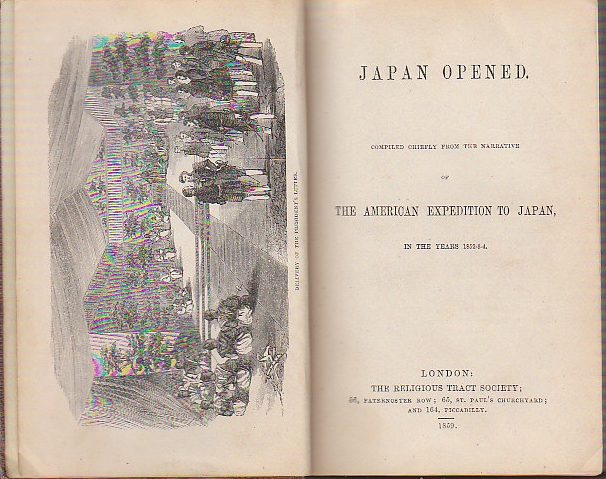 DELIVERY OF THE PRESIDENT'S LETTER.
JAPAN OPENED.
COMPILED CHIEFLY FROM THE NARRATIVE
OF
THE AMERICAN EXPEDITION TO JAPAN,
IN THE YEARS 1852-3-4.
LONDON:
THE RELIGIOUS TRACT SOCIETY;
56, PATERNOSTER ROW; 65, ST. PAUL'S CHURCHYARD;
AND 164, PICCADILLY.
1859.